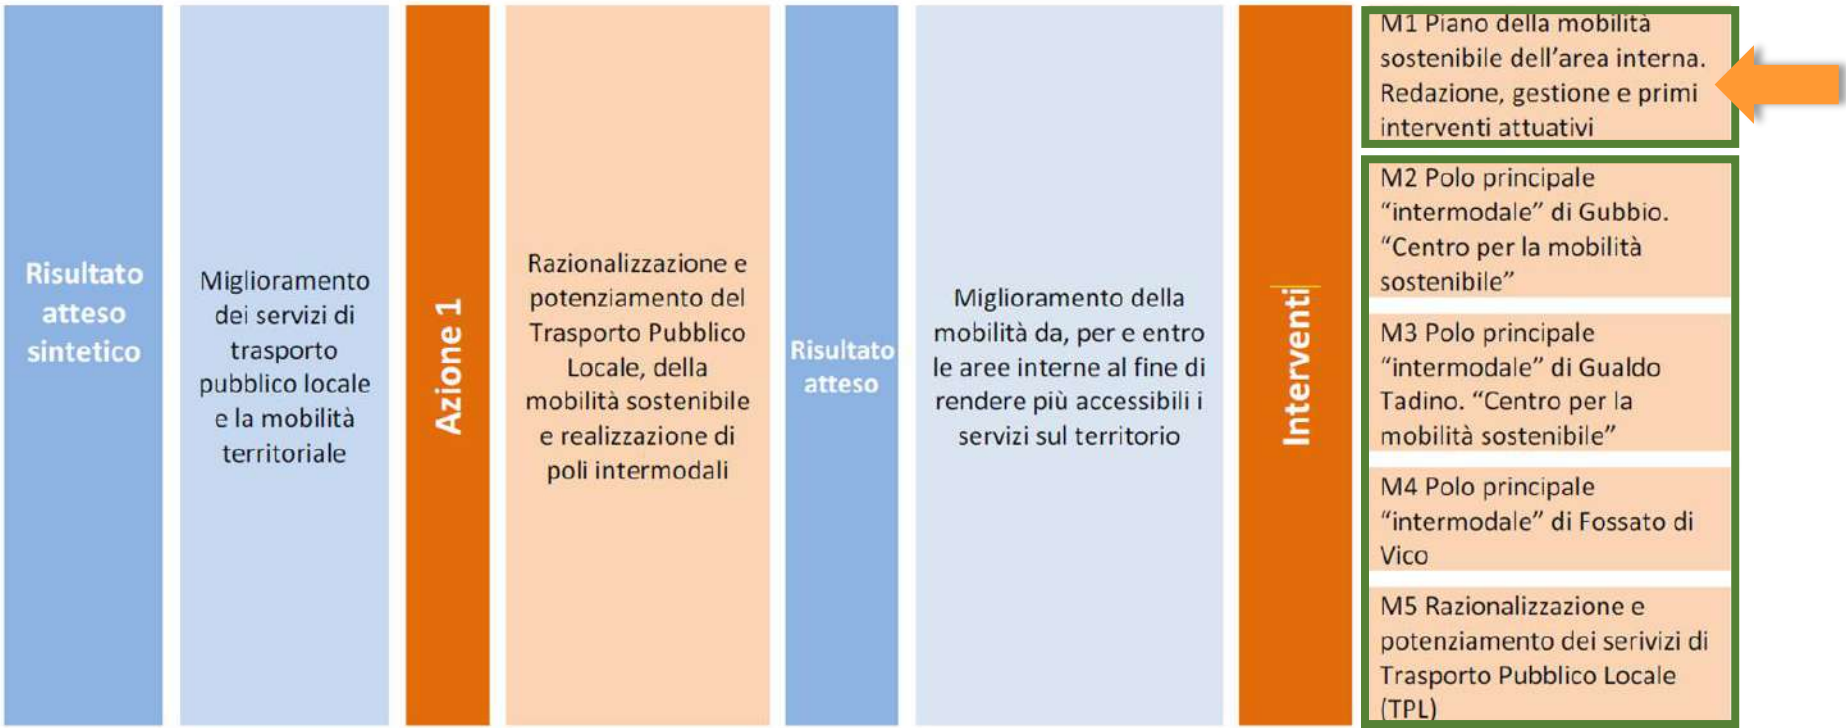 Risultato
atteso
sintetico
Miglioramento
dei servizi di
trasporto
pubblico locale
e la mobilità
territoriale
Azione 1
Razionalizzazione e
potenziamento del
Trasporto Pubblico
Locale, della
mobilità sostenibile
e realizzazione di
poli intermodali
Risultato
atteso
Miglioramento della
mobilità da, per e entro
le aree interne al fine di
rendere più accessibili i
servizi sul territorio
Interventi
M1 Piano della mobilità
sostenibile dell'area interna.
Redazione, gestione e primi
interventi attuativi
M2 Polo principale
"intermodale" di Gubbio.
"Centro per la mobilità
sostenibile"
M3 Polo principale
"intermodale" di Gualdo
Tadino. "Centro per la
mobilità sostenibile"
M4 Polo principale
"intermodale" di Fossato di
Vico
M5 Razionalizzazione e
potenziamento dei serivizi di
Trasporto Pubblico Locale
(TPL)